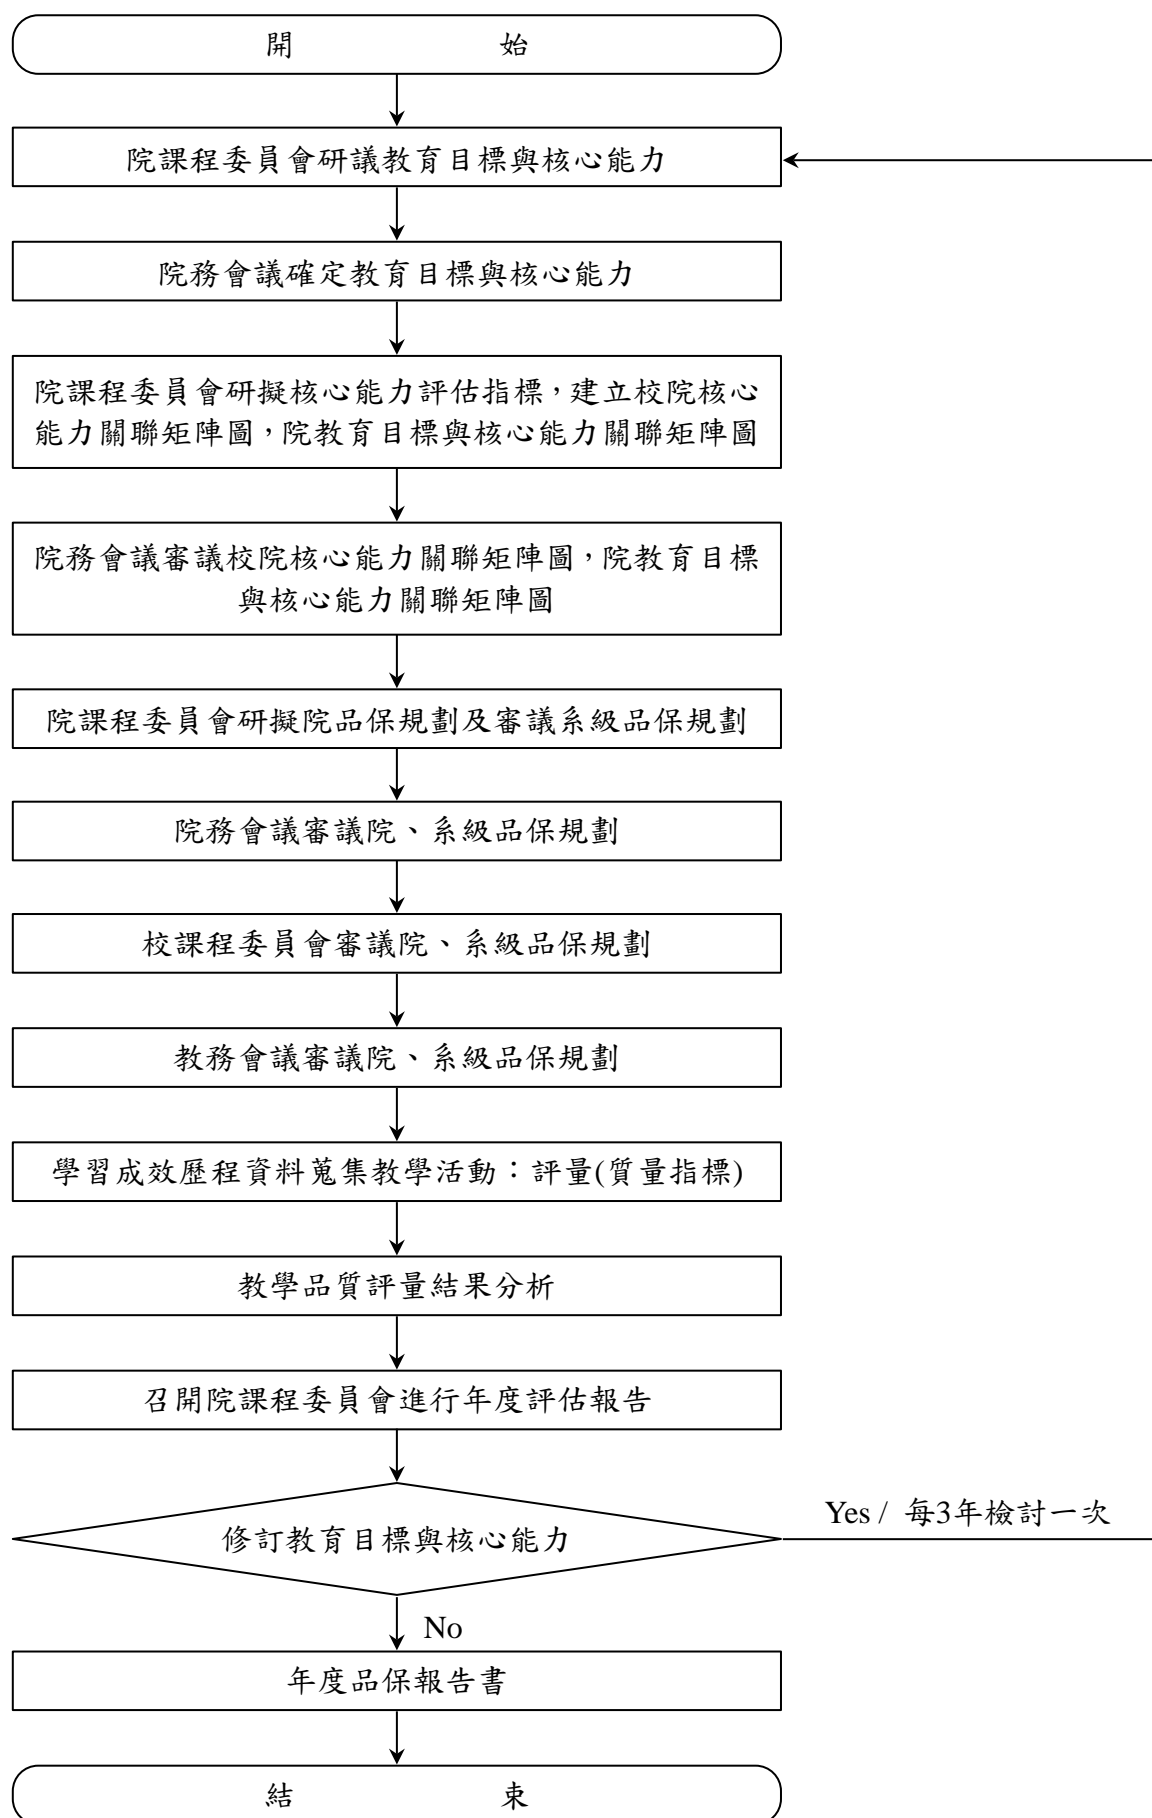 開 始
院課程委員會研議教育目標與核心能力
院務會議確定教育目標與核心能力
院課程委員會研擬核心能力評估指標，建立校院核心
能力關聯矩陣圖，院教育目標與核心能力關聯矩陣圖
院務會議審議校院核心能力關聯矩陣圖，院教育目標
與核心能力關聯矩陣圖
院課程委員會研擬院品保規劃及審議系級品保規劃
院務會議審議院、系級品保規劃
校課程委員會審議院、系級品保規劃
教務會議審議院、系級品保規劃
學習成效歷程資料蒐集教學活動：評量(質量指標)
教學品質評量結果分析
召開院課程委員會進行年度評估報告
Yes / 每3年檢討一次
修訂教育目標與核心能力
No
年度品保報告書
結 束